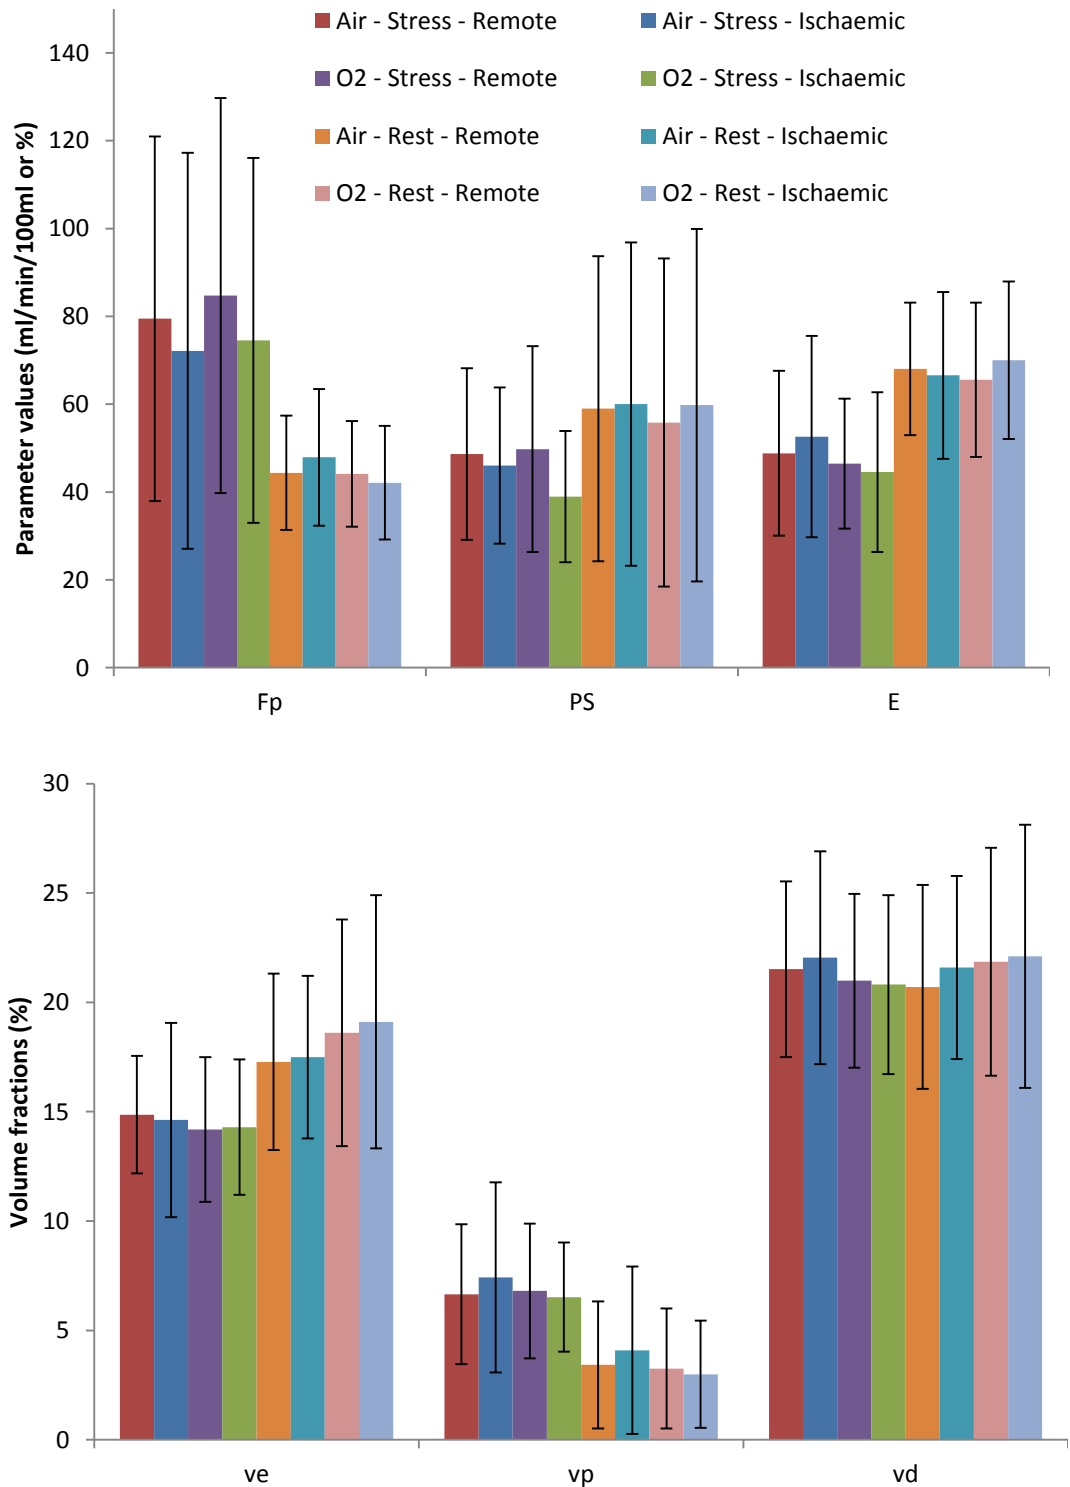 Air - Stress - Remote
Air - Stress - Ischaemic
O2 - Stress - Remote
O2 - Stress - Ischaemic
Air - Rest - Remote
Air - Rest - Ischaemic
O2 - Rest - Remote
O2 - Rest - Ischaemic
Parameter values (ml/min/100ml or %)
140
120
100
80
60
40
20
0
Fp
PS
E
Volume fractions (%)
30
25
20
15
10
5
0
ve
vp
vd